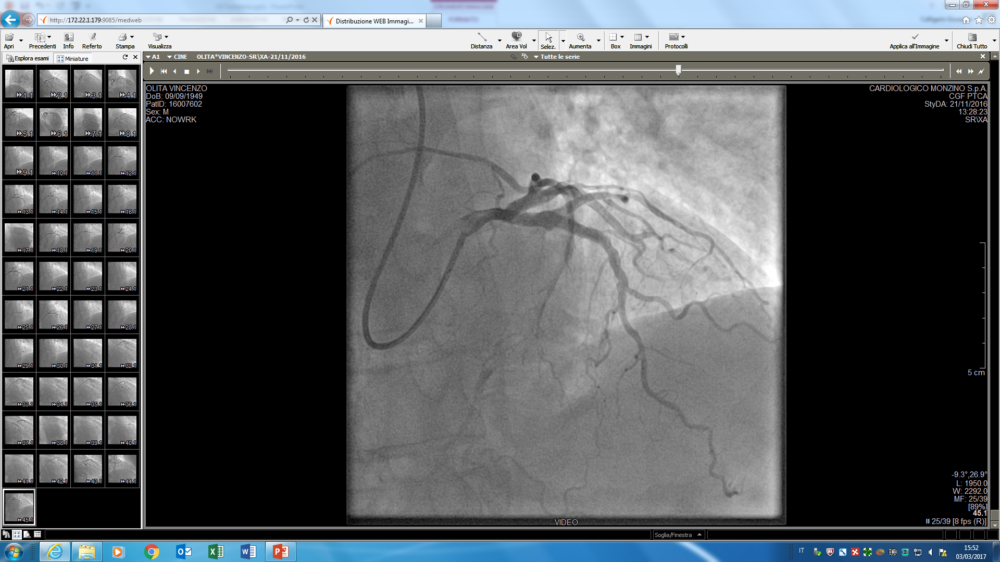 http://172.22.1.179:9085/medweb
Distribuzione WEB Immagi...
Apri
Precedenti
Info
Referto
Stampa
Visualizza
Distanza
Area Vol
Selez.
Aumenta
Box
Immagini
Protocolli
Applica all'Immagine
Chiudi Tutto
Esplora esami
Miniature
A1
CINE
OLITA*VINCENZO-SR\XA-21/11/2016
Tutte le serie
OLITA VINCENZO
DoB: 09/09/1949
PatID: 16007602
Sex: M
ACC: NOWRK
CARDIOLOGICO MONZINO S.p.A.
CGF PTCA
StyDA: 21/11/2016
13:28:23
SR\XA
1.1
2.1
3.1
4.1
5.1
6.1
7.1
8.1
9.1
10.1
11.1
12.1
13.1
14.1
15.1
16.1
17.1
18.1
19.1
20.1
21.1
22.1
23.1
24.1
25.1
26.1
27.1
28.1
29.1
30.1
31.1
32.1
33.1
34.1
35.1
36.1
37.1
38.1
39.1
40.1
41.1
42.1
43.1
44.1
45.1
5 cm
-9.3°,26.9°
L: 1950.0
W: 2292.0
MF: 25/39
[89%]
45.1
25/39 [8 fps (R)]
VIDEO
Soglia/Finestra
IT
15:52
03/03/2017